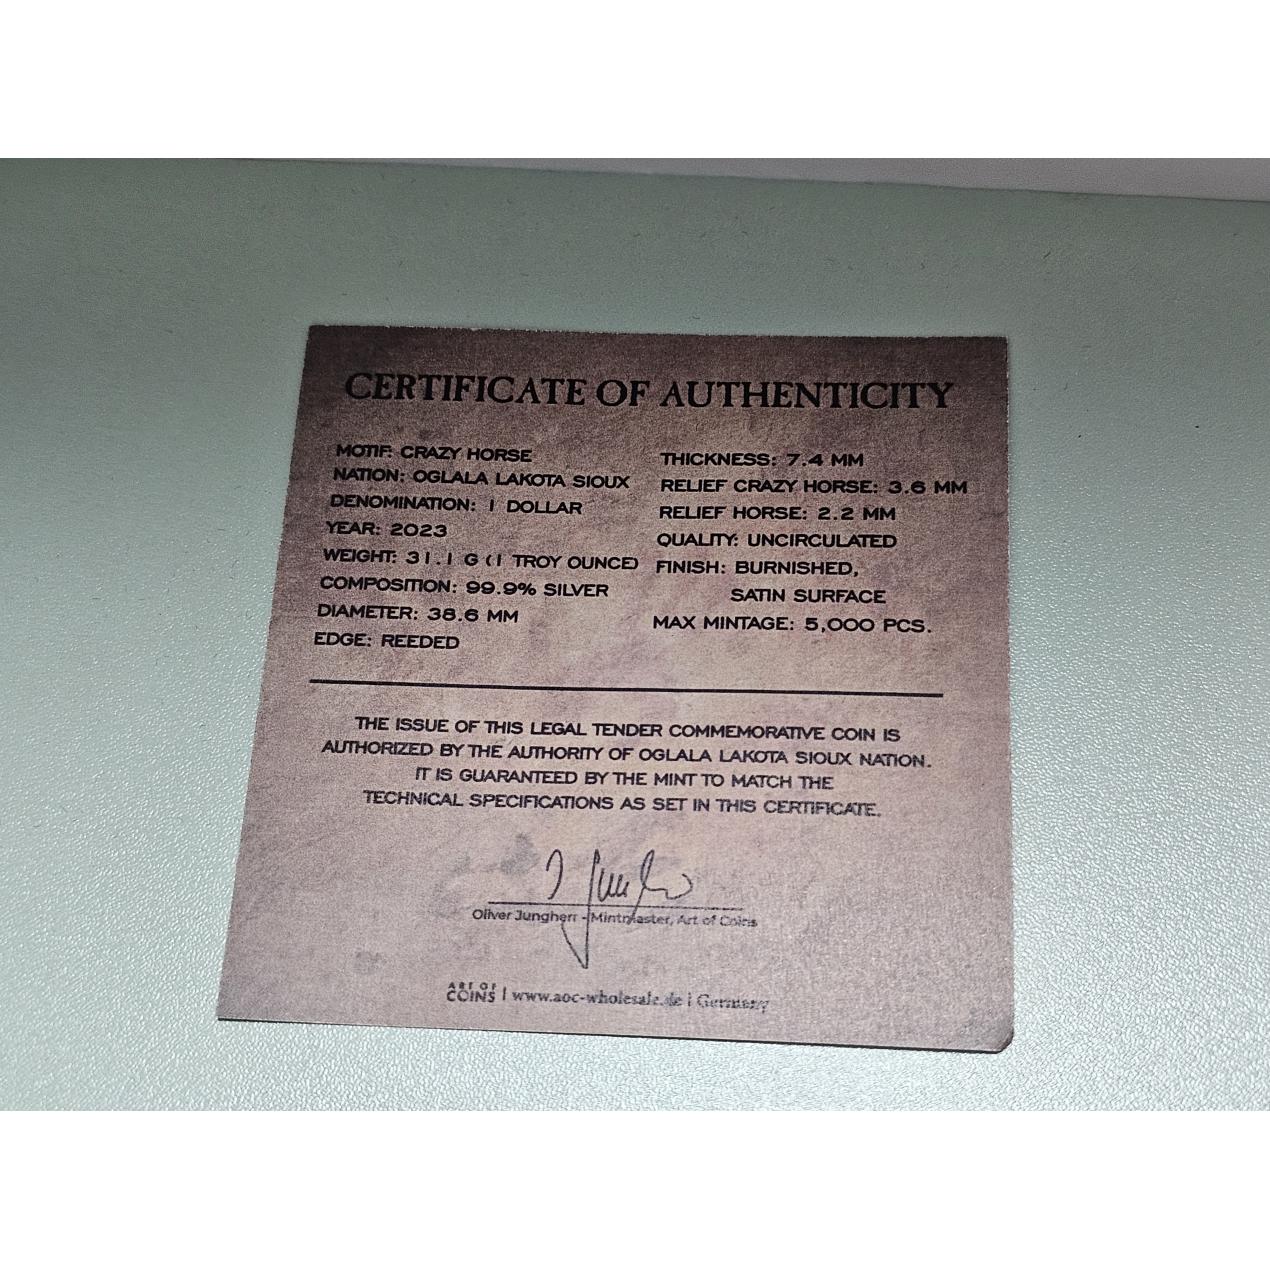 CERTIFICATE OF AUTHENTICITY
MOTIF: CRAZY HORSE
NATION: OGLALA LAKOTA SIOUX
DENOMINATION: 1 DOLLAR
YEAR: 2023
WEIGHT: 31.1 G (1 TROY OUNCE)
COMPOSITION: 99.9% SILVER
DIAMETER: 38.6 MM
EDGE: REEDED
THICKNESS: 7.4 MM
RELIEF CRAZY HORSE: 3.6 MM
RELIEF HORSE: 2.2 MM
QUALITY: UNCIRCULATED
FINISH: BURNISHED,
SATIN SURFACE
MAX MINTAGE: 5,000 PCS.
THE ISSUE OF THIS LEGAL TENDER COMMEMORATIVE COIN IS
AUTHORIZED BY THE AUTHORITY OF OGLALA LAKOTA SIOUX NATION.
IT IS GUARANTEED BY THE MINT TO MATCH THE
TECHNICAL SPECIFICATIONS AS SET IN THIS CERTIFICATE.
Oliver Jungherr - Mintmaster, Art of Coins
ART OF
COINS | www.aoc-wholesale.de | Germany